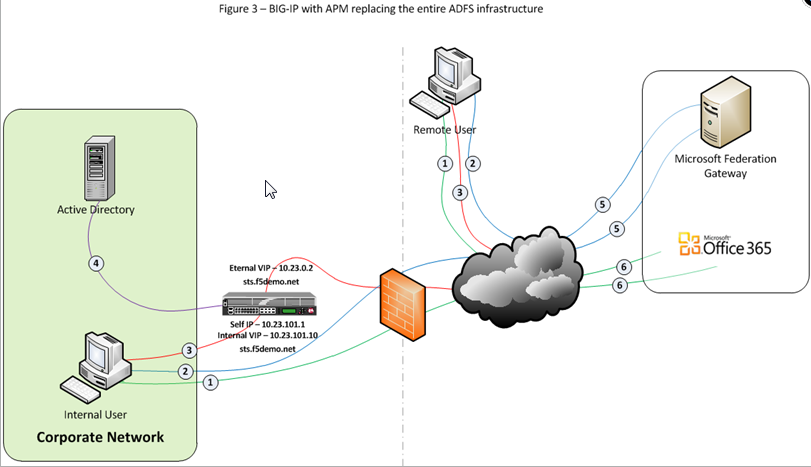 Figure 3 – BIG-IP with APM replacing the entire ADFS infrastructure
Remote User
1
2
3
Microsoft Federation
Gateway
5
5
Microsoft®
Office 365
6
6
Active Directory
4
Eternal VIP – 10.23.0.2
sts.f5demo.net
Self IP – 10.23.101.1
Internal VIP – 10.23.101.10
sts.f5demo.net
3
2
1
Internal User
Corporate Network